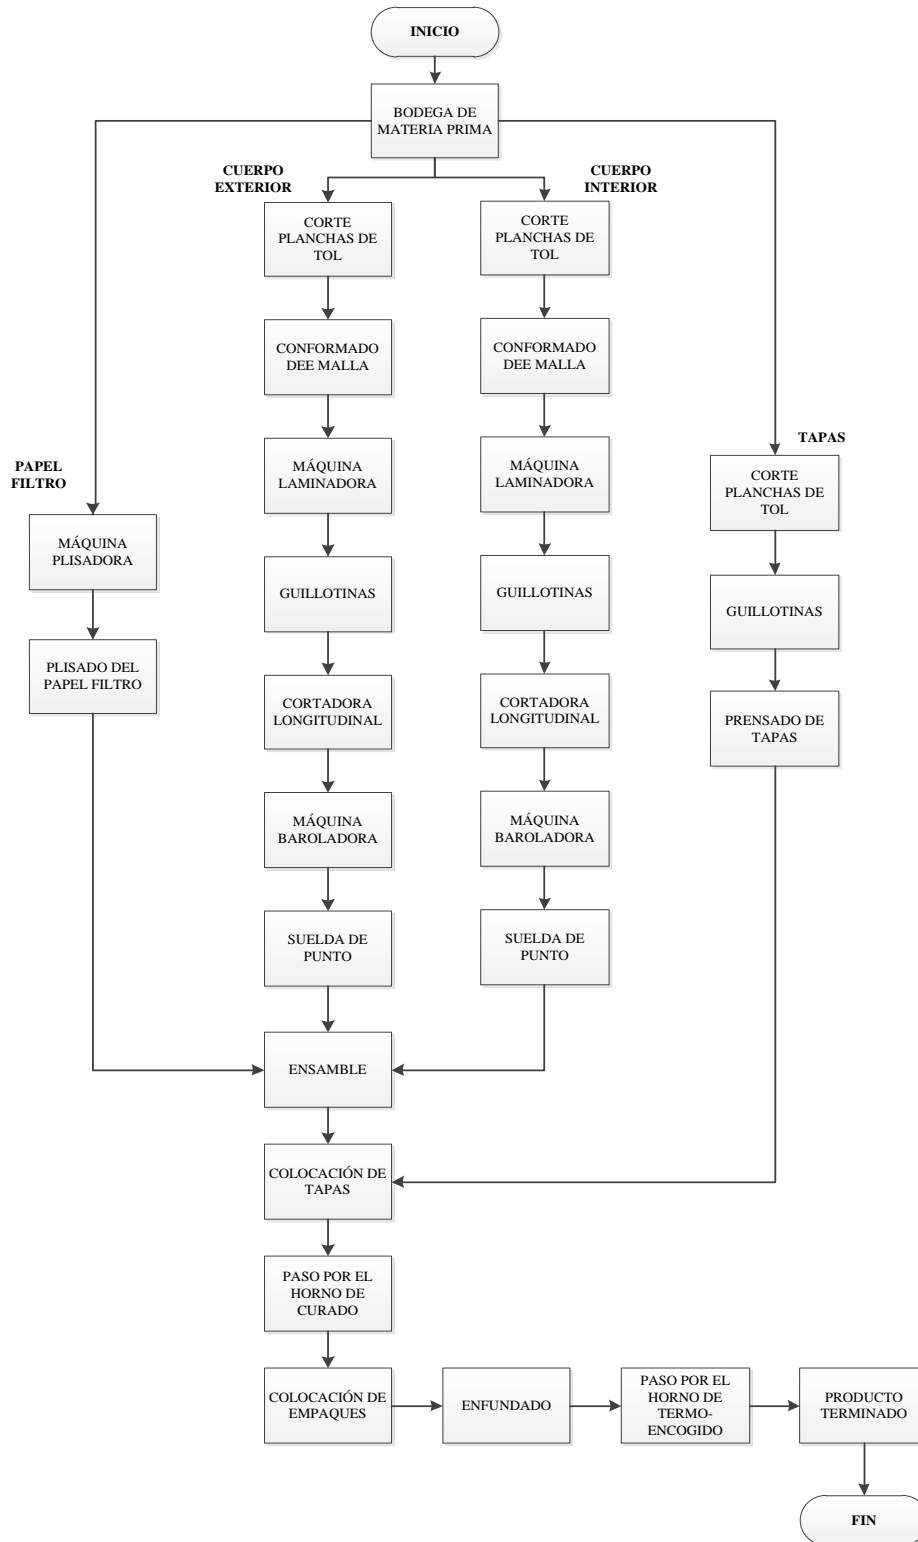 INICIO
BODEGA DE
MATERIA PRIMA
CUERPO
EXTERIOR
CUERPO
INTERIOR
CORTE
PLANCHAS DE
TOL
CORTE
PLANCHAS DE
TOL
CONFORMADO
DEE MALLA
CONFORMADO
DEE MALLA
PAPEL
FILTRO
MÁQUINA
LAMINADORA
MÁQUINA
LAMINADORA
TAPAS
CORTE
PLANCHAS DE
TOL
MÁQUINA
PLISADORA
GUILLOTINAS
GUILLOTINAS
GUILLOTINAS
PLISADO DEL
PAPEL FILTRO
CORTADORA
LONGITUDINAL
CORTADORA
LONGITUDINAL
PRENSADO DE
TAPAS
MÁQUINA
BAROLADORA
MÁQUINA
BAROLADORA
SUELDA DE
PUNTO
SUELDA DE
PUNTO
ENSAMBLE
COLOCACIÓN DE
TAPAS
PASO POR EL
HORNO DE
CURADO
COLOCACIÓN DE
EMPAQUES
ENFUNDADO
PASO POR EL
HORNO DE
TERMO-
ENCOGIDO
PRODUCTO
TERMINADO
FIN